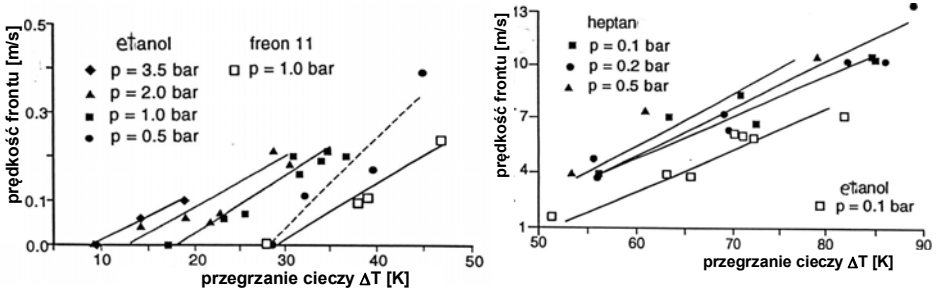 prędkość frontu [m/s]
0.5
0.3
0.1
0.0
etanol
p = 3.5 bar
p = 2.0 bar
p = 1.0 bar
p = 0.5 bar
freon 11
p = 1.0 bar
10 20 30 40 50
przegrzanie cieczy ΔT [K]
prędkość frontu [m/s]
13
10
7
4
1
heptan
p = 0.1 bar
p = 0.2 bar
p = 0.5 bar
etanol
p = 0.1 bar
50 60 70 80 90
przegrzanie cieczy ΔT [K]